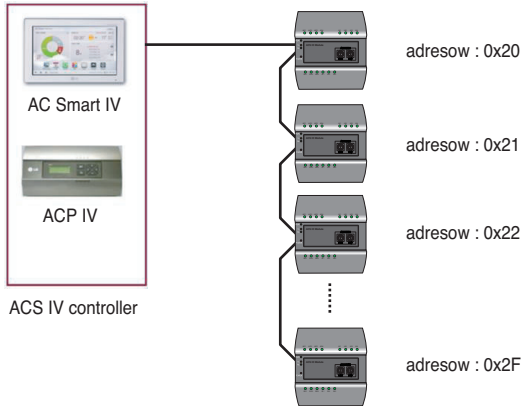 AC Smart IV
ACP IV
ACS IV controller
adresow : 0x20
adresow : 0x21
adresow : 0x22
adresow : 0x2F